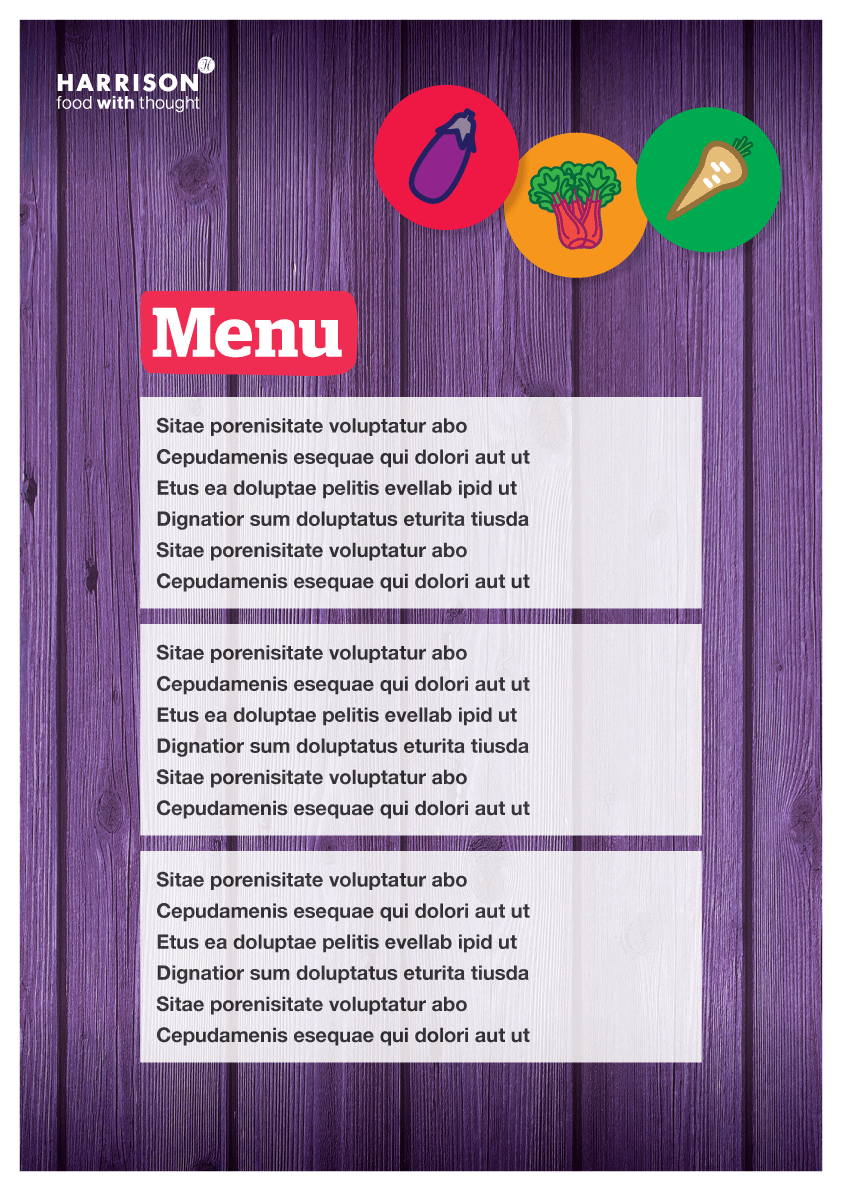 HARRISON
H
food with thought
Menu
Sitae porenisitate voluptatur abo
Cepudamenis esequae qui dolori aut ut
Etus ea doluptae pelitis evellab ipid ut
Dignatior sum doluptatus eturita tiusda
Sitae porenisitate voluptatur abo
Cepudamenis esequae qui dolori aut ut
Sitae porenisitate voluptatur abo
Cepudamenis esequae qui dolori aut ut
Etus ea doluptae pelitis evellab ipid ut
Dignatior sum doluptatus eturita tiusda
Sitae porenisitate voluptatur abo
Cepudamenis esequae qui dolori aut ut
Sitae porenisitate voluptatur abo
Cepudamenis esequae qui dolori aut ut
Etus ea doluptae pelitis evellab ipid ut
Dignatior sum doluptatus eturita tiusda
Sitae porenisitate voluptatur abo
Cepudamenis esequae qui dolori aut ut